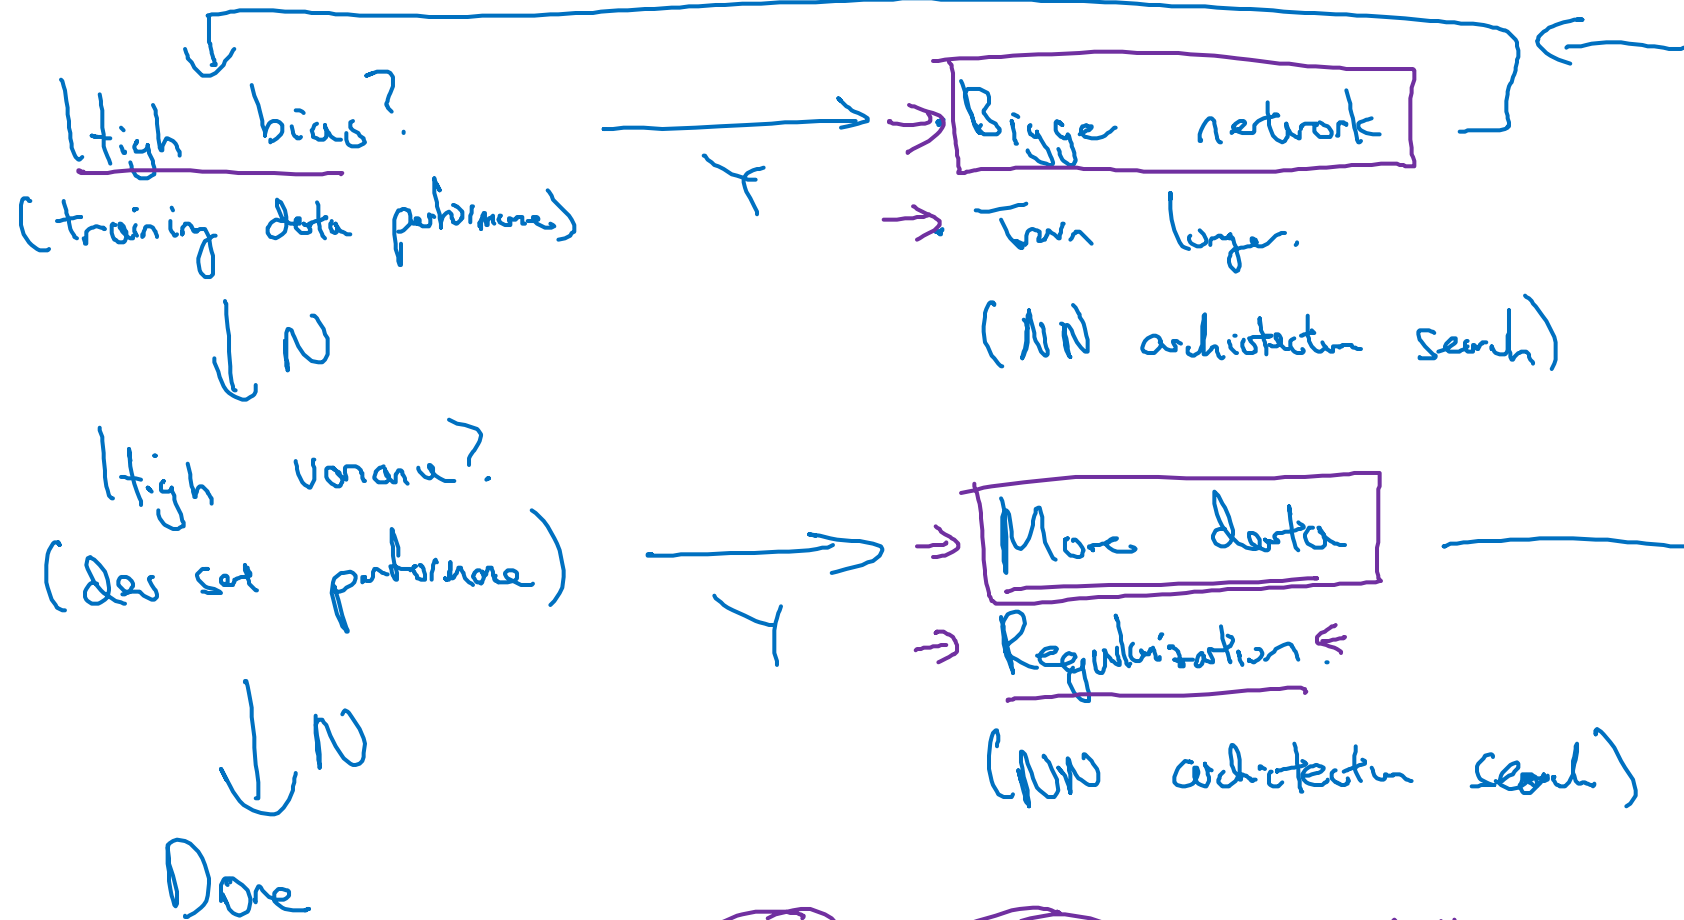 High bias?
Bigger network
(training data performance)
Train longer.
Y
N
(NN architecture search)
High variance?
More data
(dev set performance)
Y
Regularization.
N
(NN architecture search)
Done